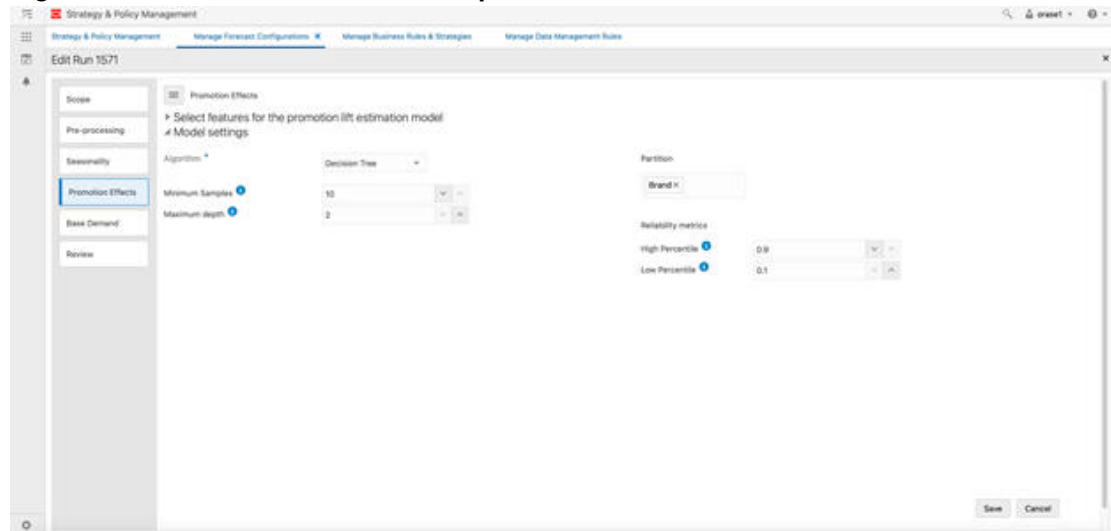 Strategy & Policy Management
oraset
Strategy & Policy Management Manage Forecast Configurations × Manage Business Rules & Strategies Manage Data Management Rules
Edit Run 1571 ×
Scope
Pre-processing
Seasonality
Promotion Effects
Base Demand
Review
Promotion Effects
Select features for the promotion lift estimation model
Model settings
Algorithm *
Decision Tree
Minimum Samples
10
Maximum depth
2
Partition
Brand ×
Reliability metrics
High Percentile
0.9
Low Percentile
0.1
Save Cancel